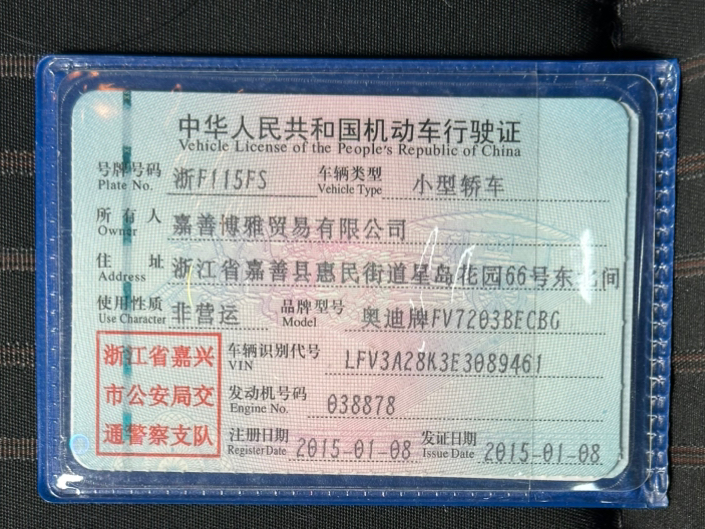 中华人民共和国机动车行驶证
Vehicle License of the People's Republic of China
号牌号码 浙F115FS 车辆类型 小型轿车
Plate No. Vehicle Type
所有人 嘉善博雅贸易有限公司
Owner
住址 浙江省嘉善县惠民街道星岛花园66号东北间
Address
使用性质 非营运 品牌型号 奥迪牌FV7203BECBG
Use Character Model
浙江省嘉兴
市公安局交
通警察支队
车辆识别代号 LFV3A28K3E3089461
VIN
发动机号码 038878
Engine No.
注册日期 2015-01-08 发证日期 2015-01-08
Register Date Issue Date